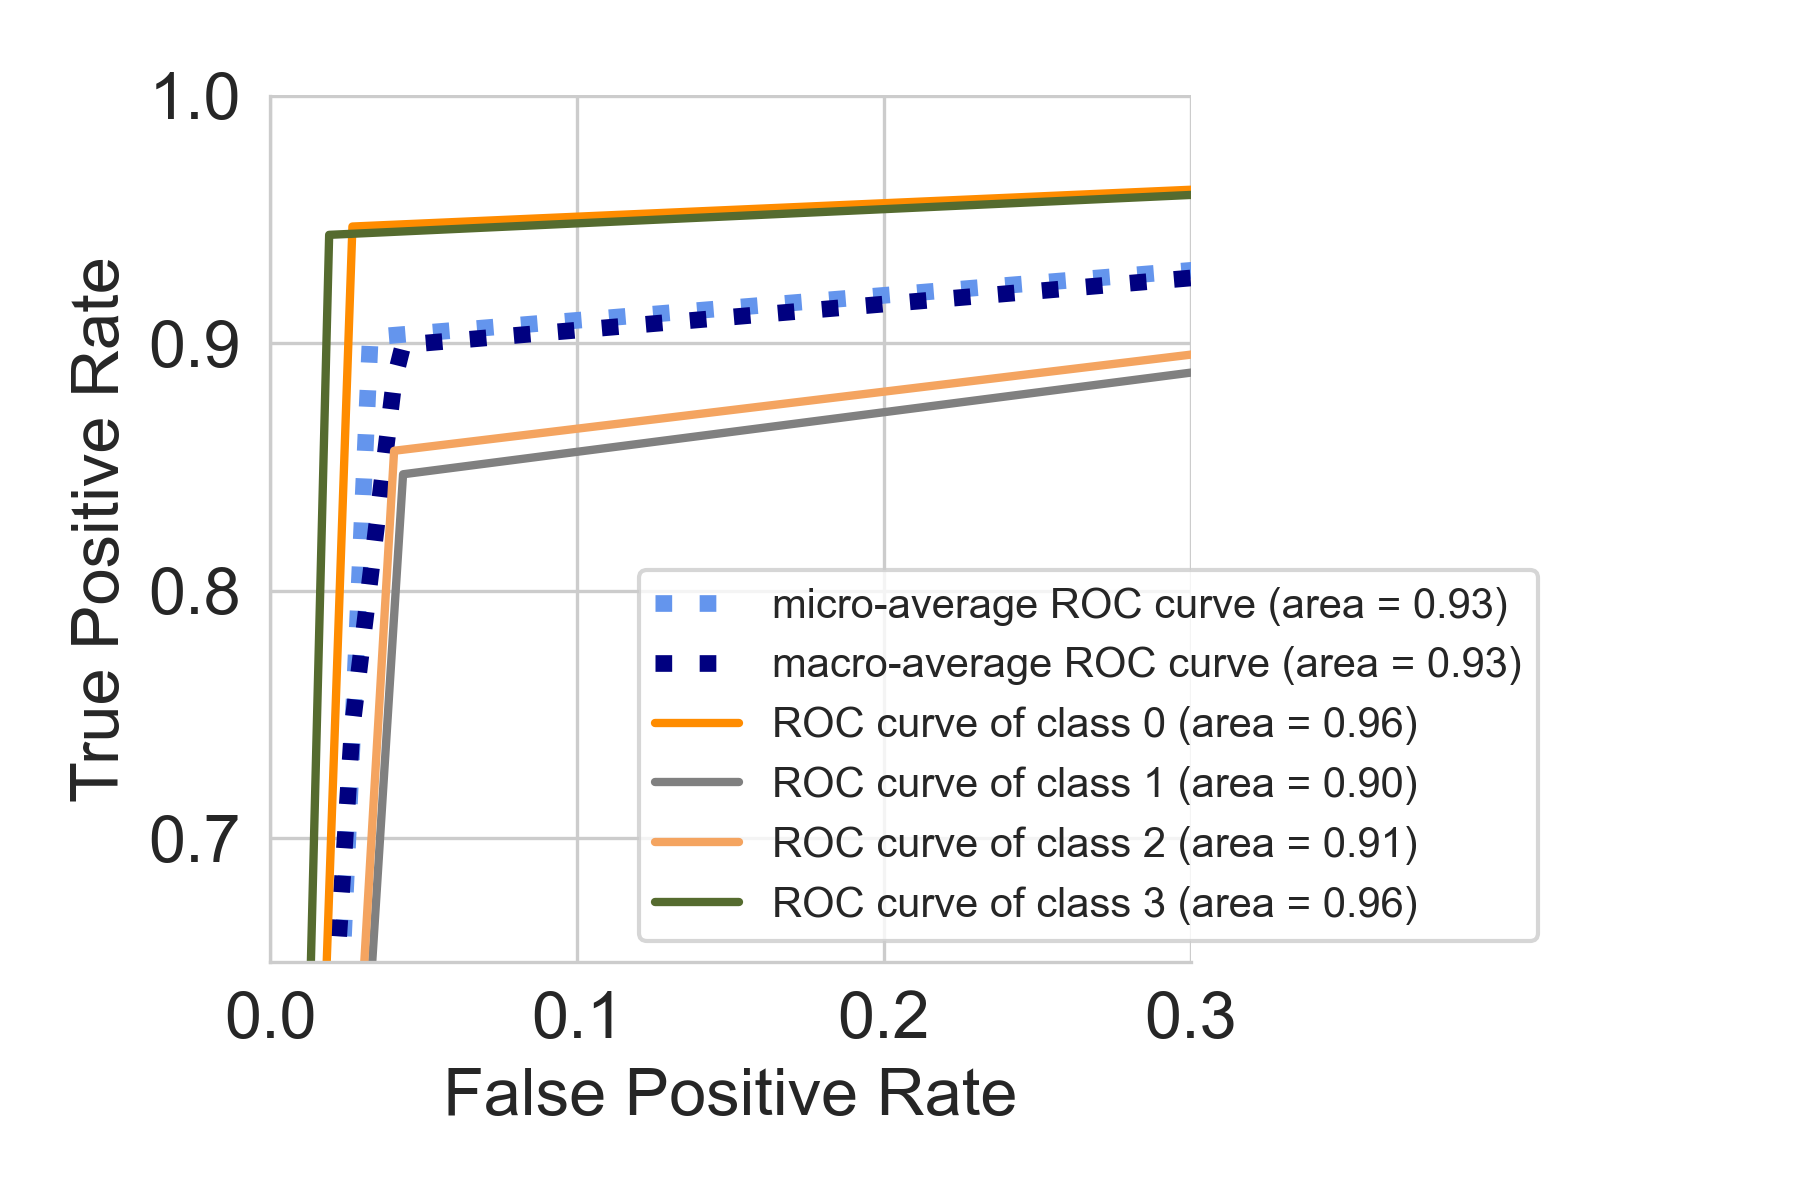 True Positive Rate
1.0
0.9
0.8
0.7
micro-average ROC curve (area = 0.93)
macro-average ROC curve (area = 0.93)
ROC curve of class 0 (area = 0.96)
ROC curve of class 1 (area = 0.90)
ROC curve of class 2 (area = 0.91)
ROC curve of class 3 (area = 0.96)
0.0 0.1 0.2 0.3
False Positive Rate